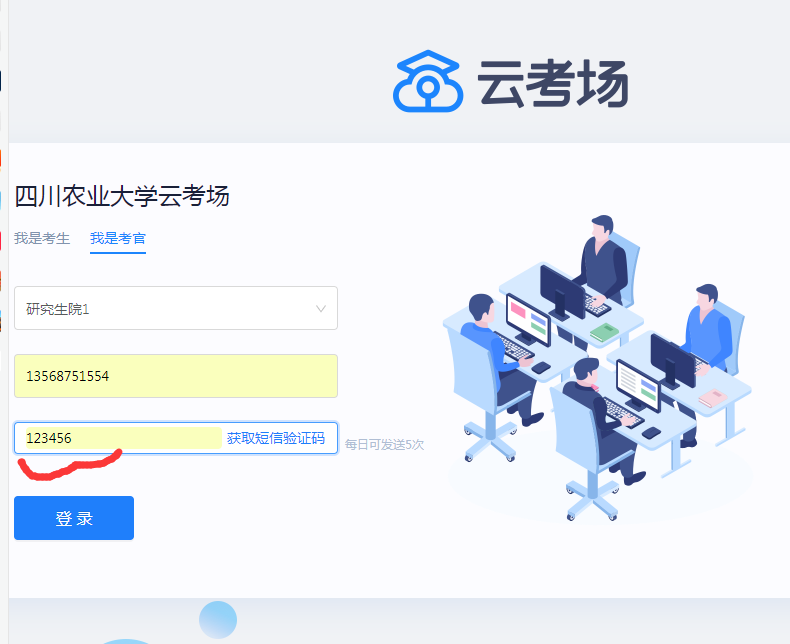 云考场
四川农业大学云考场
我是考生 我是考官
研究生院1
13568751554
123456 获取短信验证码 每日可发送5次
登 录